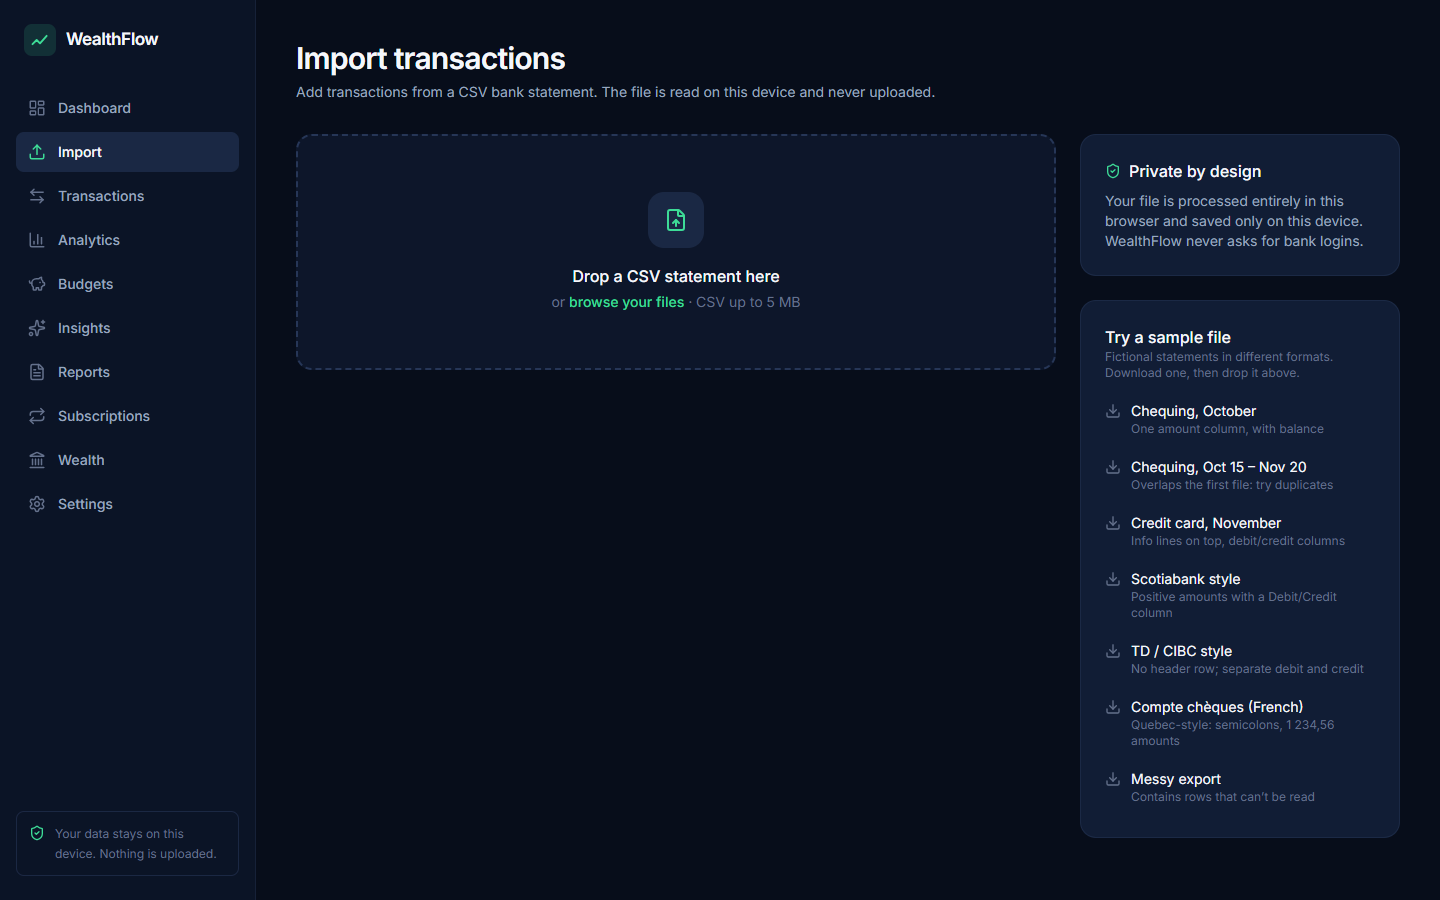 WealthFlow
Dashboard
Import
Transactions
Analytics
Budgets
Insights
Reports
Subscriptions
Wealth
Settings
Your data stays on this
device. Nothing is uploaded.
Import transactions
Add transactions from a CSV bank statement. The file is read on this device and never uploaded.
Drop a CSV statement here
or browse your files · CSV up to 5 MB
Private by design
Your file is processed entirely in this
browser and saved only on this device.
WealthFlow never asks for bank logins.
Try a sample file
Fictional statements in different formats.
Download one, then drop it above.
Chequing, October
One amount column, with balance
Chequing, Oct 15 – Nov 20
Overlaps the first file: try duplicates
Credit card, November
Info lines on top, debit/credit columns
Scotiabank style
Positive amounts with a Debit/Credit
column
TD / CIBC style
No header row; separate debit and credit
Compte chèques (French)
Quebec-style: semicolons, 1 234,56
amounts
Messy export
Contains rows that can’t be read